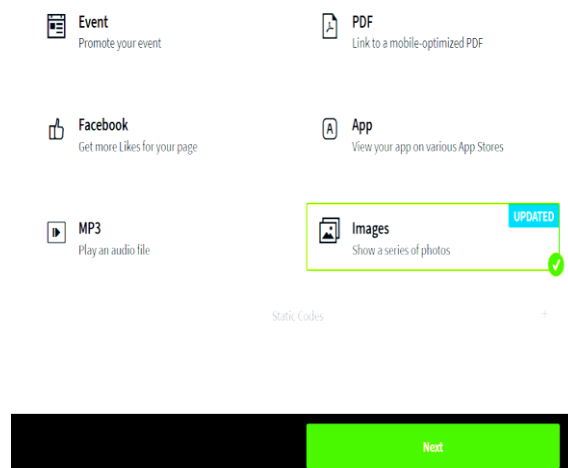 Event
Promote your event
PDF
Link to a mobile-optimized PDF
Facebook
Get more Likes for your page
A
App
View your app on various App Stores
MP3
Play an audio file
UPDATED
Images
Show a series of photos
Static Codes +
Next